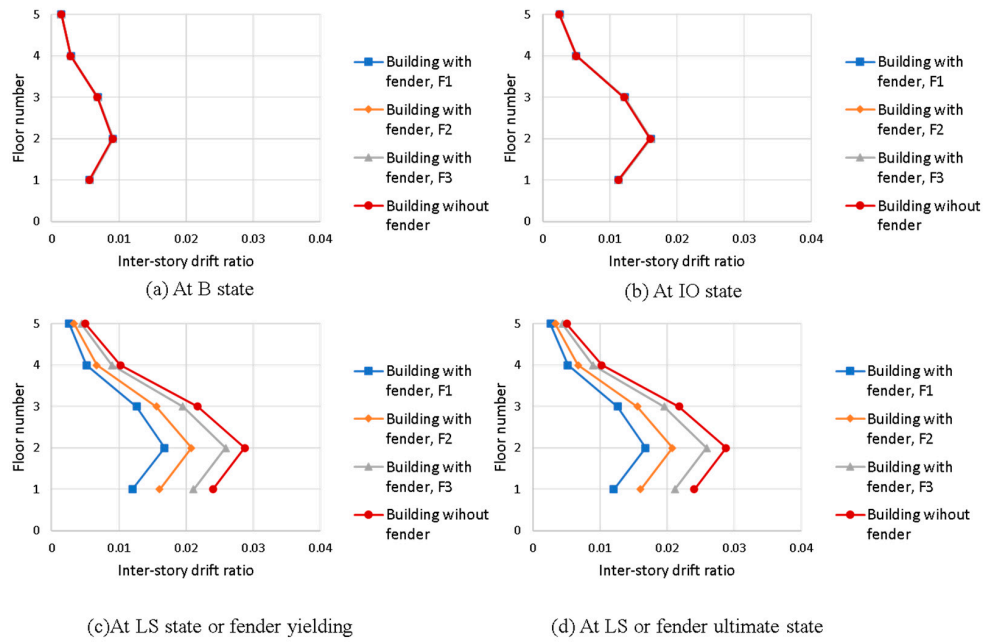 5
4
3
2
1
0
Floor number
0 0.01 0.02 0.03 0.04
Inter-story drift ratio
Building with
fender, F1
Building with
fender, F2
Building with
fender, F3
Building wihout
fender
(a) At B state
5
4
3
2
1
0
Floor number
0 0.01 0.02 0.03 0.04
Inter-story drift ratio
Building with
fender, F1
Building with
fender, F2
Building with
fender, F3
Building wihout
fender
(b) At IO state
5
4
3
2
1
0
Floor number
0 0.01 0.02 0.03 0.04
Inter-story drift ratio
Building with
fender, F1
Building with
fender, F2
Building with
fender, F3
Building wihout
fender
(c)At LS state or fender yielding
5
4
3
2
1
0
Floor number
0 0.01 0.02 0.03 0.04
Inter-story drift ratio
Building with
fender, F1
Building with
fender, F2
Building with
fender, F3
Building wihout
fender
(d) At LS or fender ultimate state